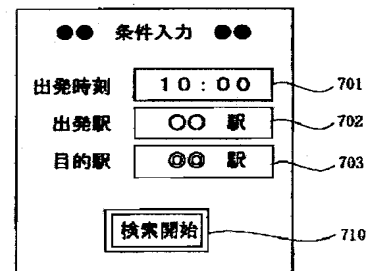 ●● 条件入力 ●●
出発時刻 10:00 701
出発駅 ○○ 駅 702
目的駅 ◎◎ 駅 703
検索開始 710